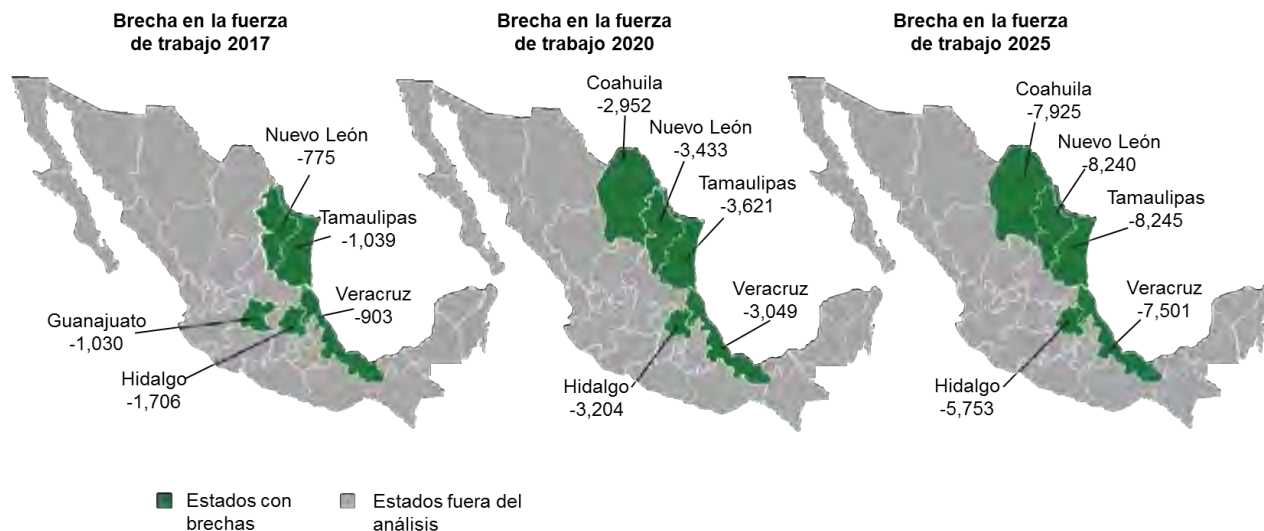 Brecha en la fuerza
de trabajo 2017
Nuevo León
-775
Tamaulipas
-1,039
Veracruz
-903
Guanajuato
-1,030
Hidalgo
-1,706
Brecha en la fuerza
de trabajo 2020
Coahuila
-2,952
Nuevo León
-3,433
Tamaulipas
-3,621
Veracruz
-3,049
Hidalgo
-3,204
Brecha en la fuerza
de trabajo 2025
Coahuila
-7,925
Nuevo León
-8,240
Tamaulipas
-8,245
Veracruz
-7,501
Hidalgo
-5,753
Estados con
brechas
Estados fuera del
análisis